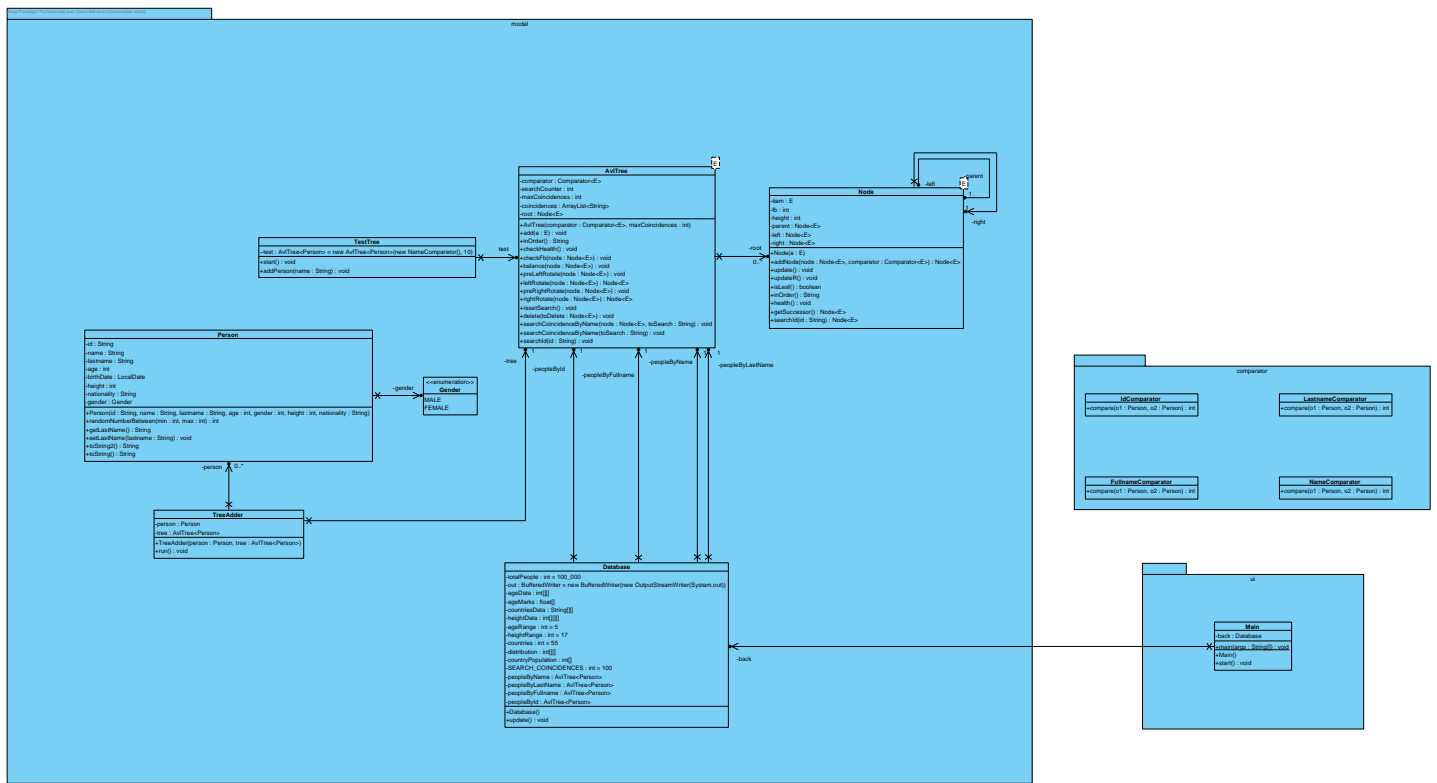 model
E
AvlTree
-comparator : Comparator<E>
-searchCounter : int
-maxCoincidences : int
-coincidences : ArrayList<String>
-root : Node<E>
+AvlTree(comparator : Comparator<E>, maxCoincidences : int)
+add(e : E) : void
+inOrder() : String
+checkHealth() : void
+checkFb(node : Node<E>) : void
+balance(node : Node<E>) : void
+preLeftRotate(node : Node<E>) : void
+leftRotate(node : Node<E>) : Node<E>
+preRightRotate(node : Node<E>) : void
+rightRotate(node : Node<E>) : Node<E>
+resetSearch() : void
+delete(toDelete : Node<E>) : void
+searchCoincidenceByName(node : Node<E>, toSearch : String) : void
+searchCoincidenceByName(toSearch : String) : void
+searchId(id : String) : void
-parent
-left
E
1
1
-right
Node
-item : E
-fb : int
-height : int
-parent : Node<E>
-left : Node<E>
-right : Node<E>
+Node(e : E)
+addNode(node : Node<E>, comparator : Comparator<E>) : Node<E>
+update() : void
+updateR() : void
+isLeaf() : boolean
+inOrder() : String
+health() : void
+getSuccessor() : Node<E>
+searchId(id : String) : Node<E>
-root
0..*
TestTree
-test : AvlTree<Person> = new AvlTree<Person>(new NameComparator(), 10)
+start() : void
+addPerson(name : String) : void
test
Person
-id : String
-name : String
-lastname : String
-age : int
-birthDate : LocalDate
-height : int
-nationality : String
-gender : Gender
+Person(id : String, name : String, lastname : String, age : int, gender : int, height : int, nationality : String)
+randomNumberBetween(min : int, max : int) : int
+getLastName() : String
+setLastName(lastname : String) : void
+toString2() : String
+toString() : String
-gender
<<enumeration>>
Gender
MALE
FEMALE
-tree
1
-peopleById
1
-peopleByFullname
1
-peopleByName
1
-peopleByLastName
1
-person
0..*
TreeAdder
-person : Person
-tree : AvlTree<Person>
+TreeAdder(person : Person, tree : AvlTree<Person>)
+run() : void
Database
-totalPeople : int = 100_000
-out : BufferedWriter = new BufferedWriter(new OutputStreamWriter(System.out))
-ageData : int[][]
-ageMarks : float[]
-countriesData : String[][]
-heightData : int[][][]
-ageRange : int = 5
-heightRange : int = 17
-countries : int = 55
-distribution : int[][]
-countryPopulation : int[]
-SEARCH_COINCIDENCES : int = 100
-peopleByName : AvlTree<Person>
-peopleByLastName : AvlTree<Person>
-peopleByFullname : AvlTree<Person>
-peopleById : AvlTree<Person>
+Database()
+update() : void
-back
comparator
IdComparator
+compare(o1 : Person, o2 : Person) : int
LastnameComparator
+compare(o1 : Person, o2 : Person) : int
FullnameComparator
+compare(o1 : Person, o2 : Person) : int
NameComparator
+compare(o1 : Person, o2 : Person) : int
ui
Main
-back : Database
+main(args : String[]) : void
+Main()
+start() : void